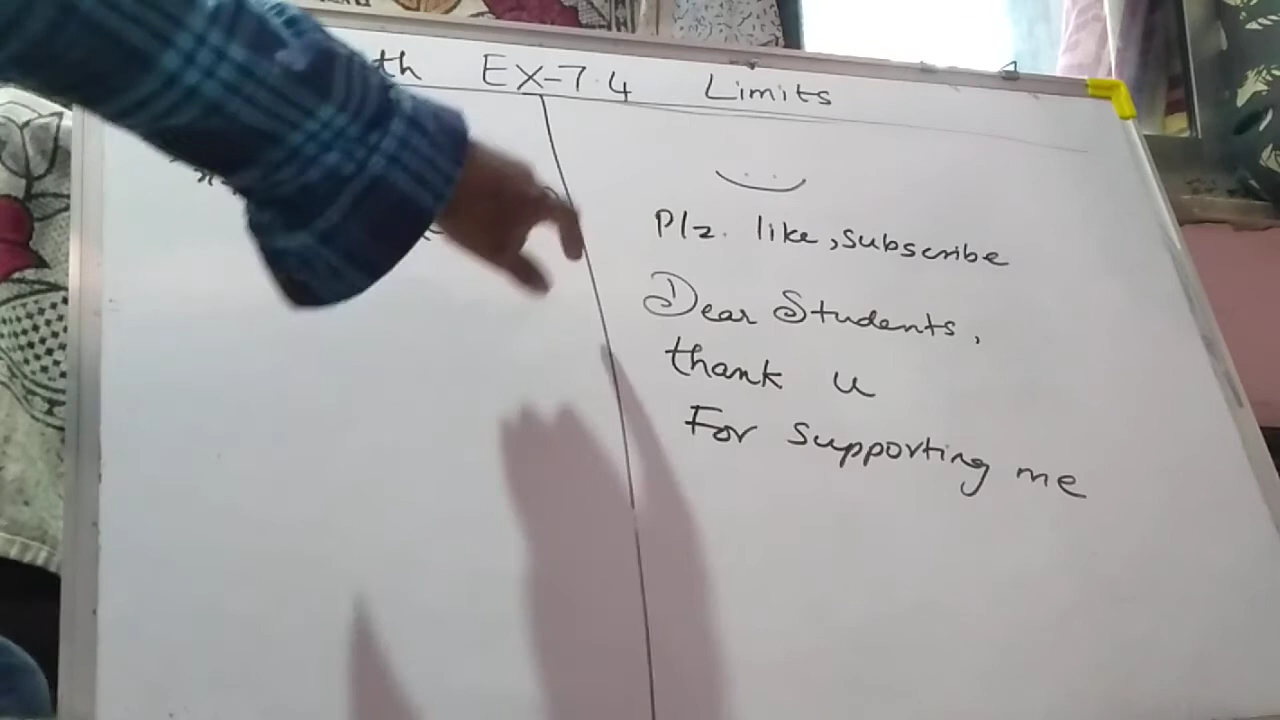 th EX-7.4 Limits
Plz. like, subscribe
Dear Students,
thank u
For supporting me